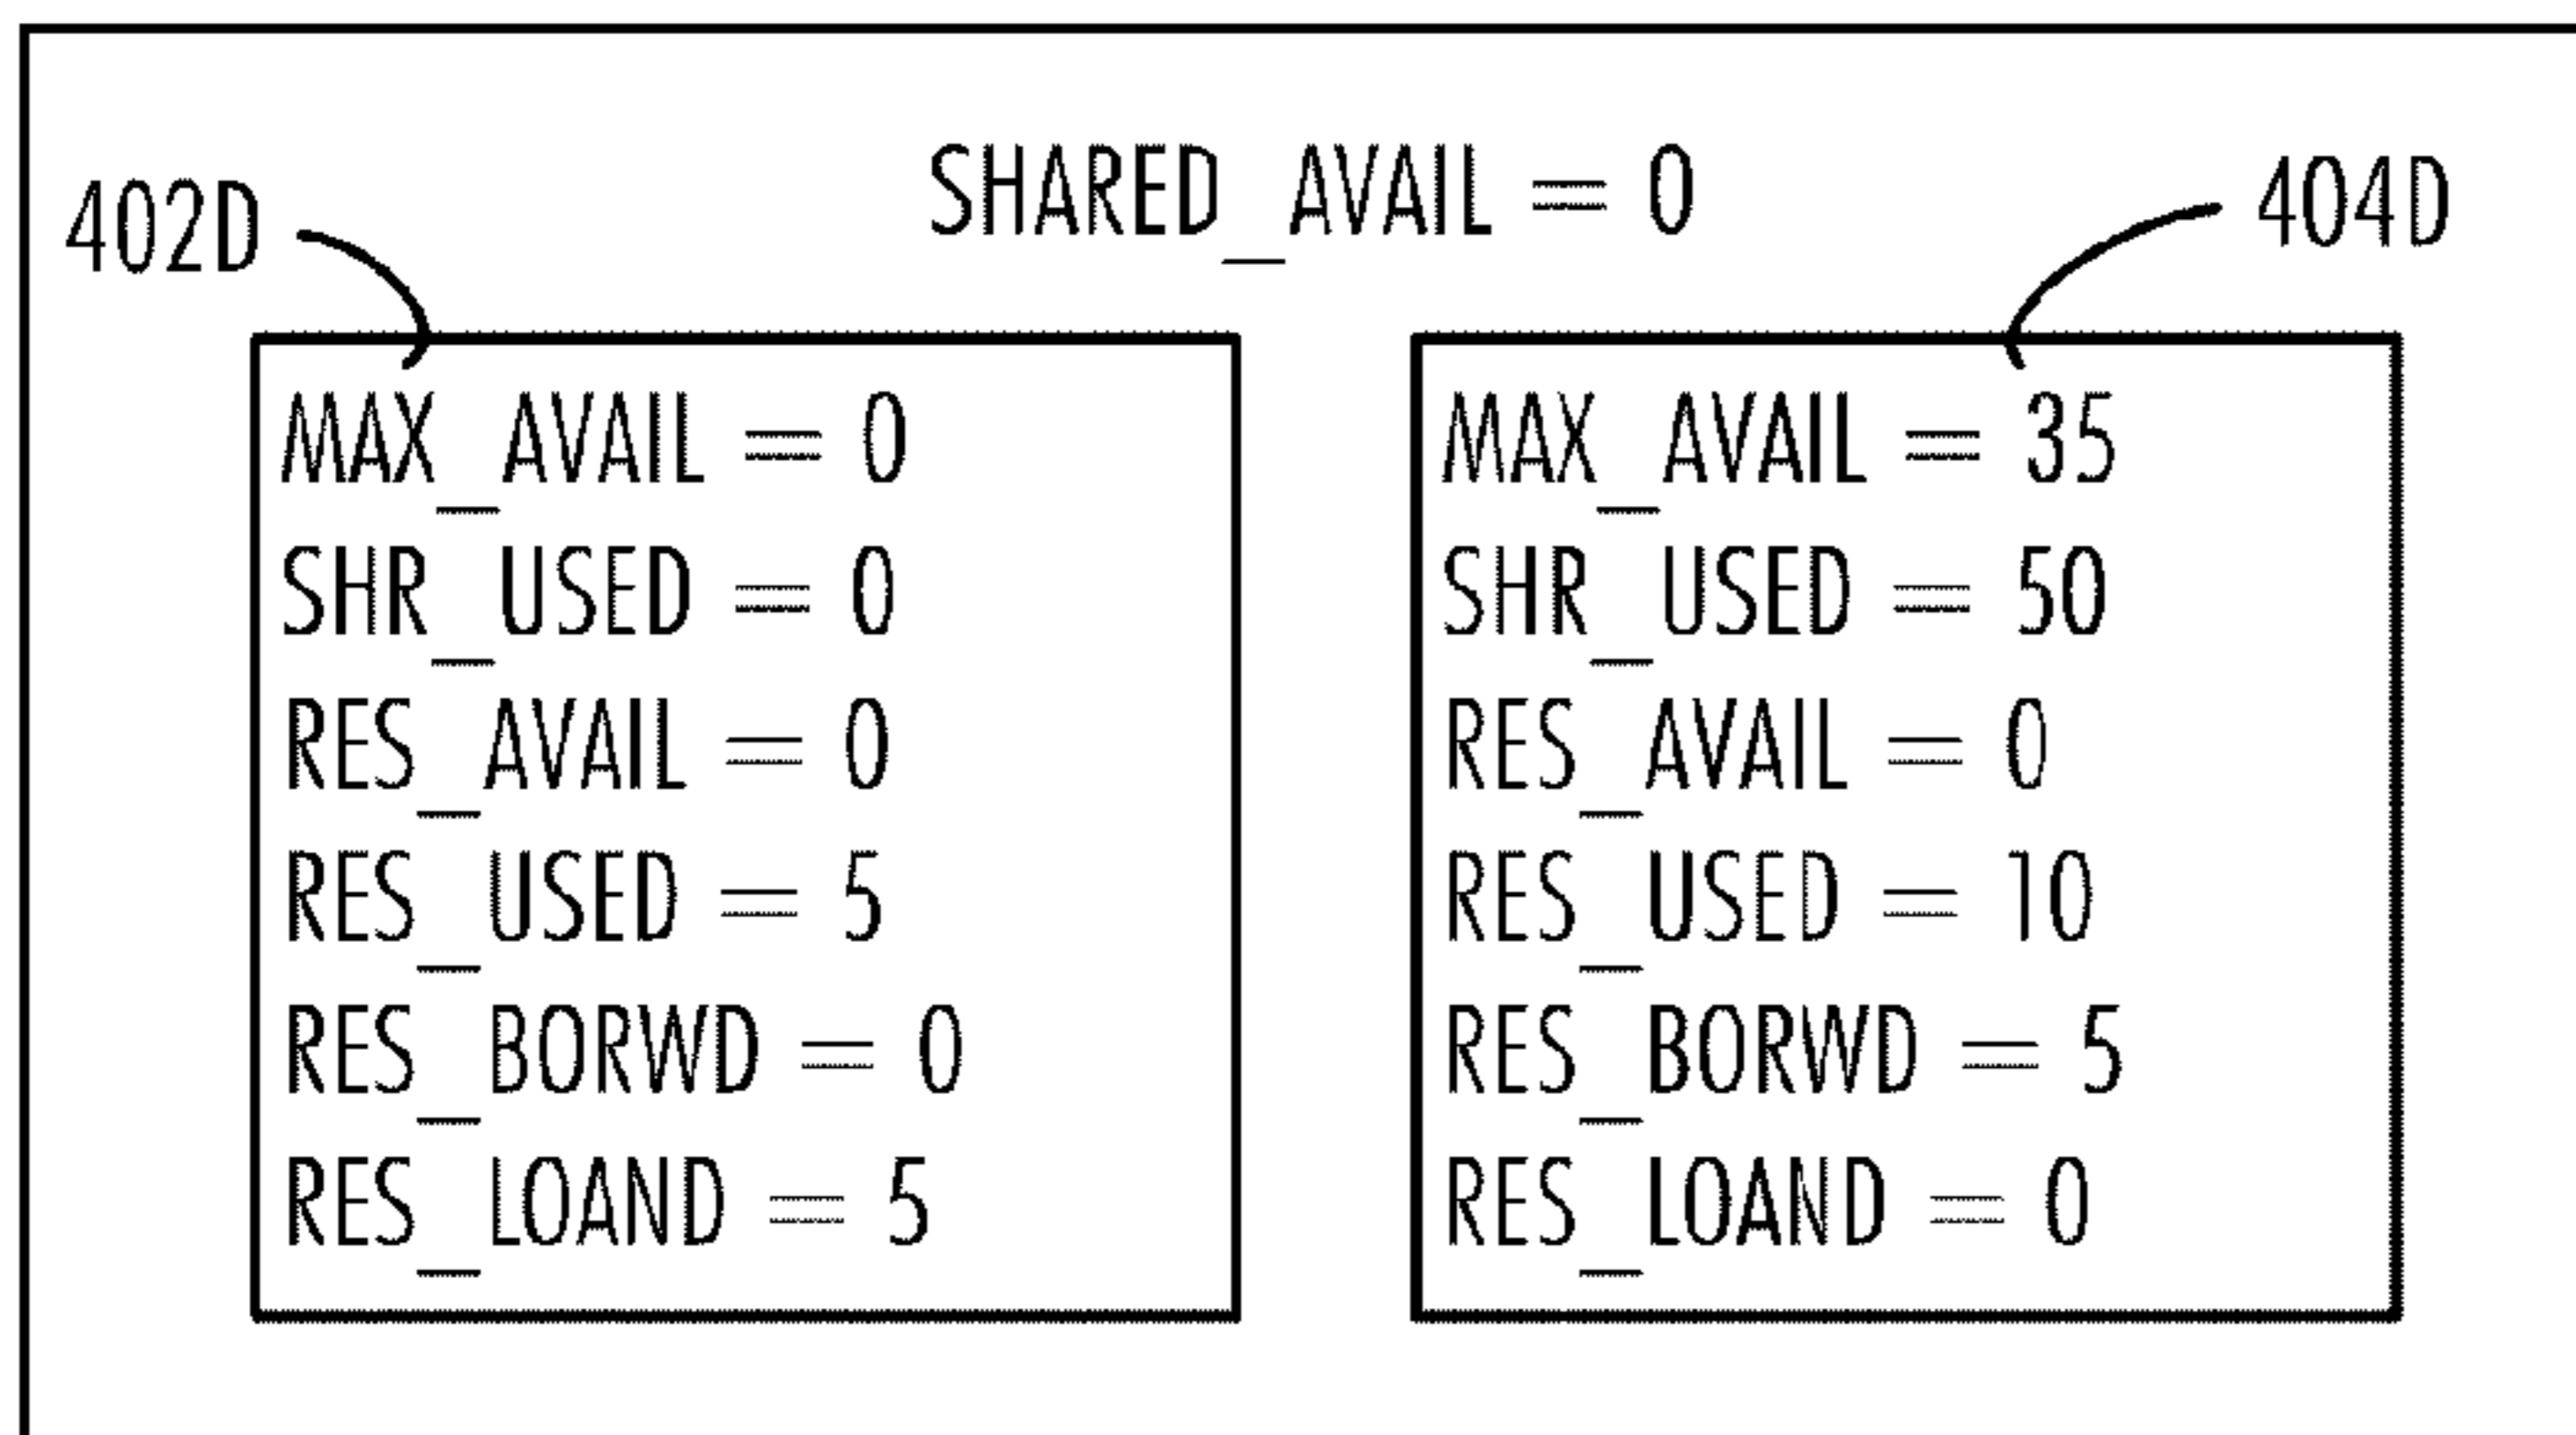 SHARED_AVAIL = 0
402D
404D
MAX_AVAIL = 0
SHR_USED = 0
RES_AVAIL = 0
RES_USED = 5
RES_BORWD = 0
RES_LOAND = 5
MAX_AVAIL = 35
SHR_USED = 50
RES_AVAIL = 0
RES_USED = 10
RES_BORWD = 5
RES_LOAND = 0